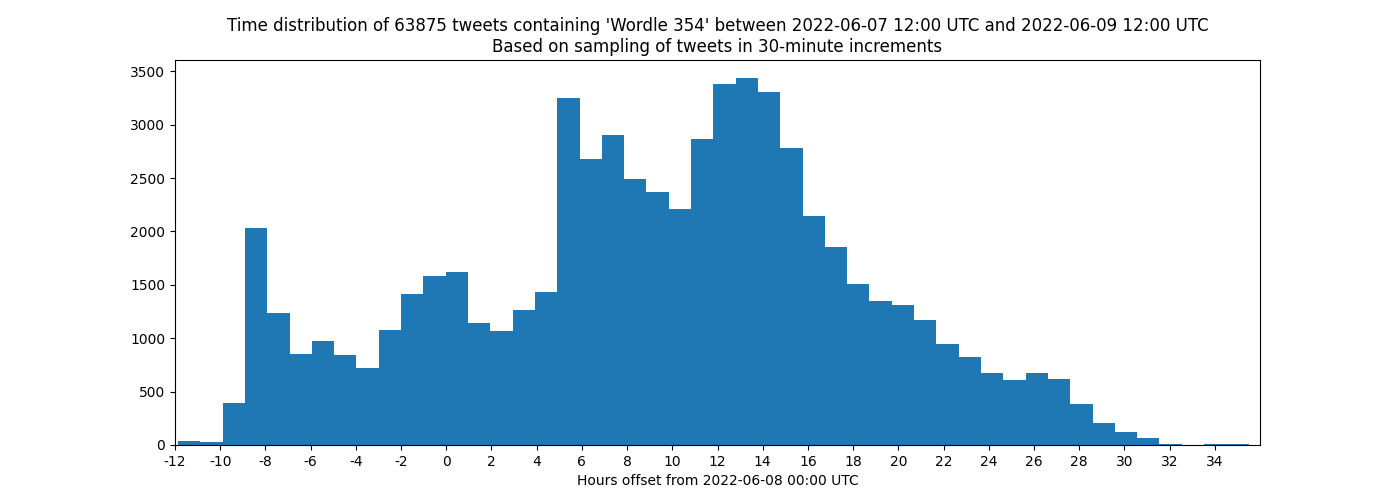 Time distribution of 63875 tweets containing 'Wordle 354' between 2022-06-07 12:00 UTC and 2022-06-09 12:00 UTC
Based on sampling of tweets in 30-minute increments
3500
3000
2500
2000
1500
1000
500
0
-12 -10 -8 -6 -4 -2 0 2 4 6 8 10 12 14 16 18 20 22 24 26 28 30 32 34
Hours offset from 2022-06-08 00:00 UTC